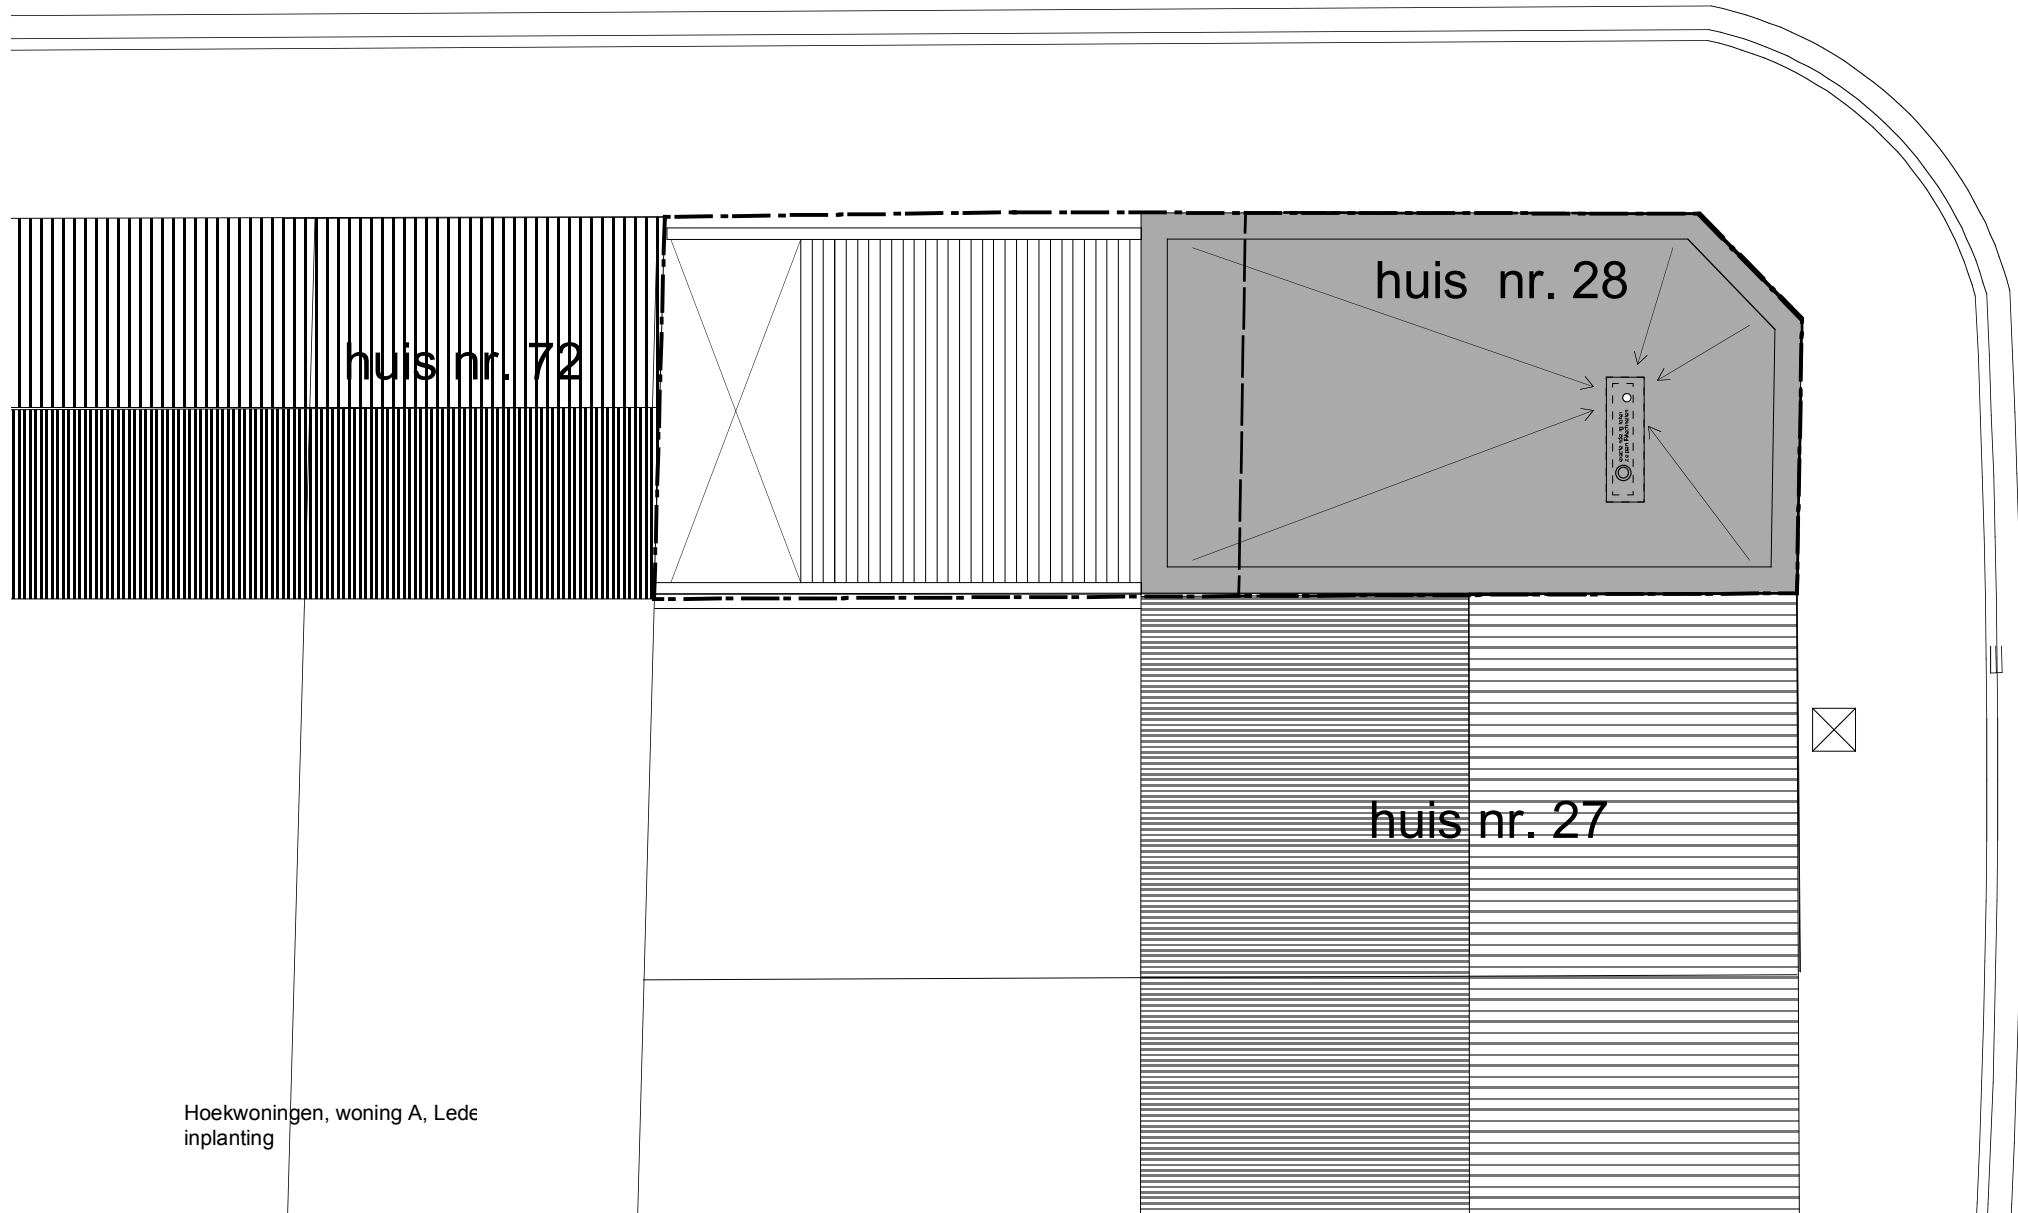 huis nr. 28
huis nr. 72
huis nr. 27
Hoekwoningen, woning A, Lede
inplanting